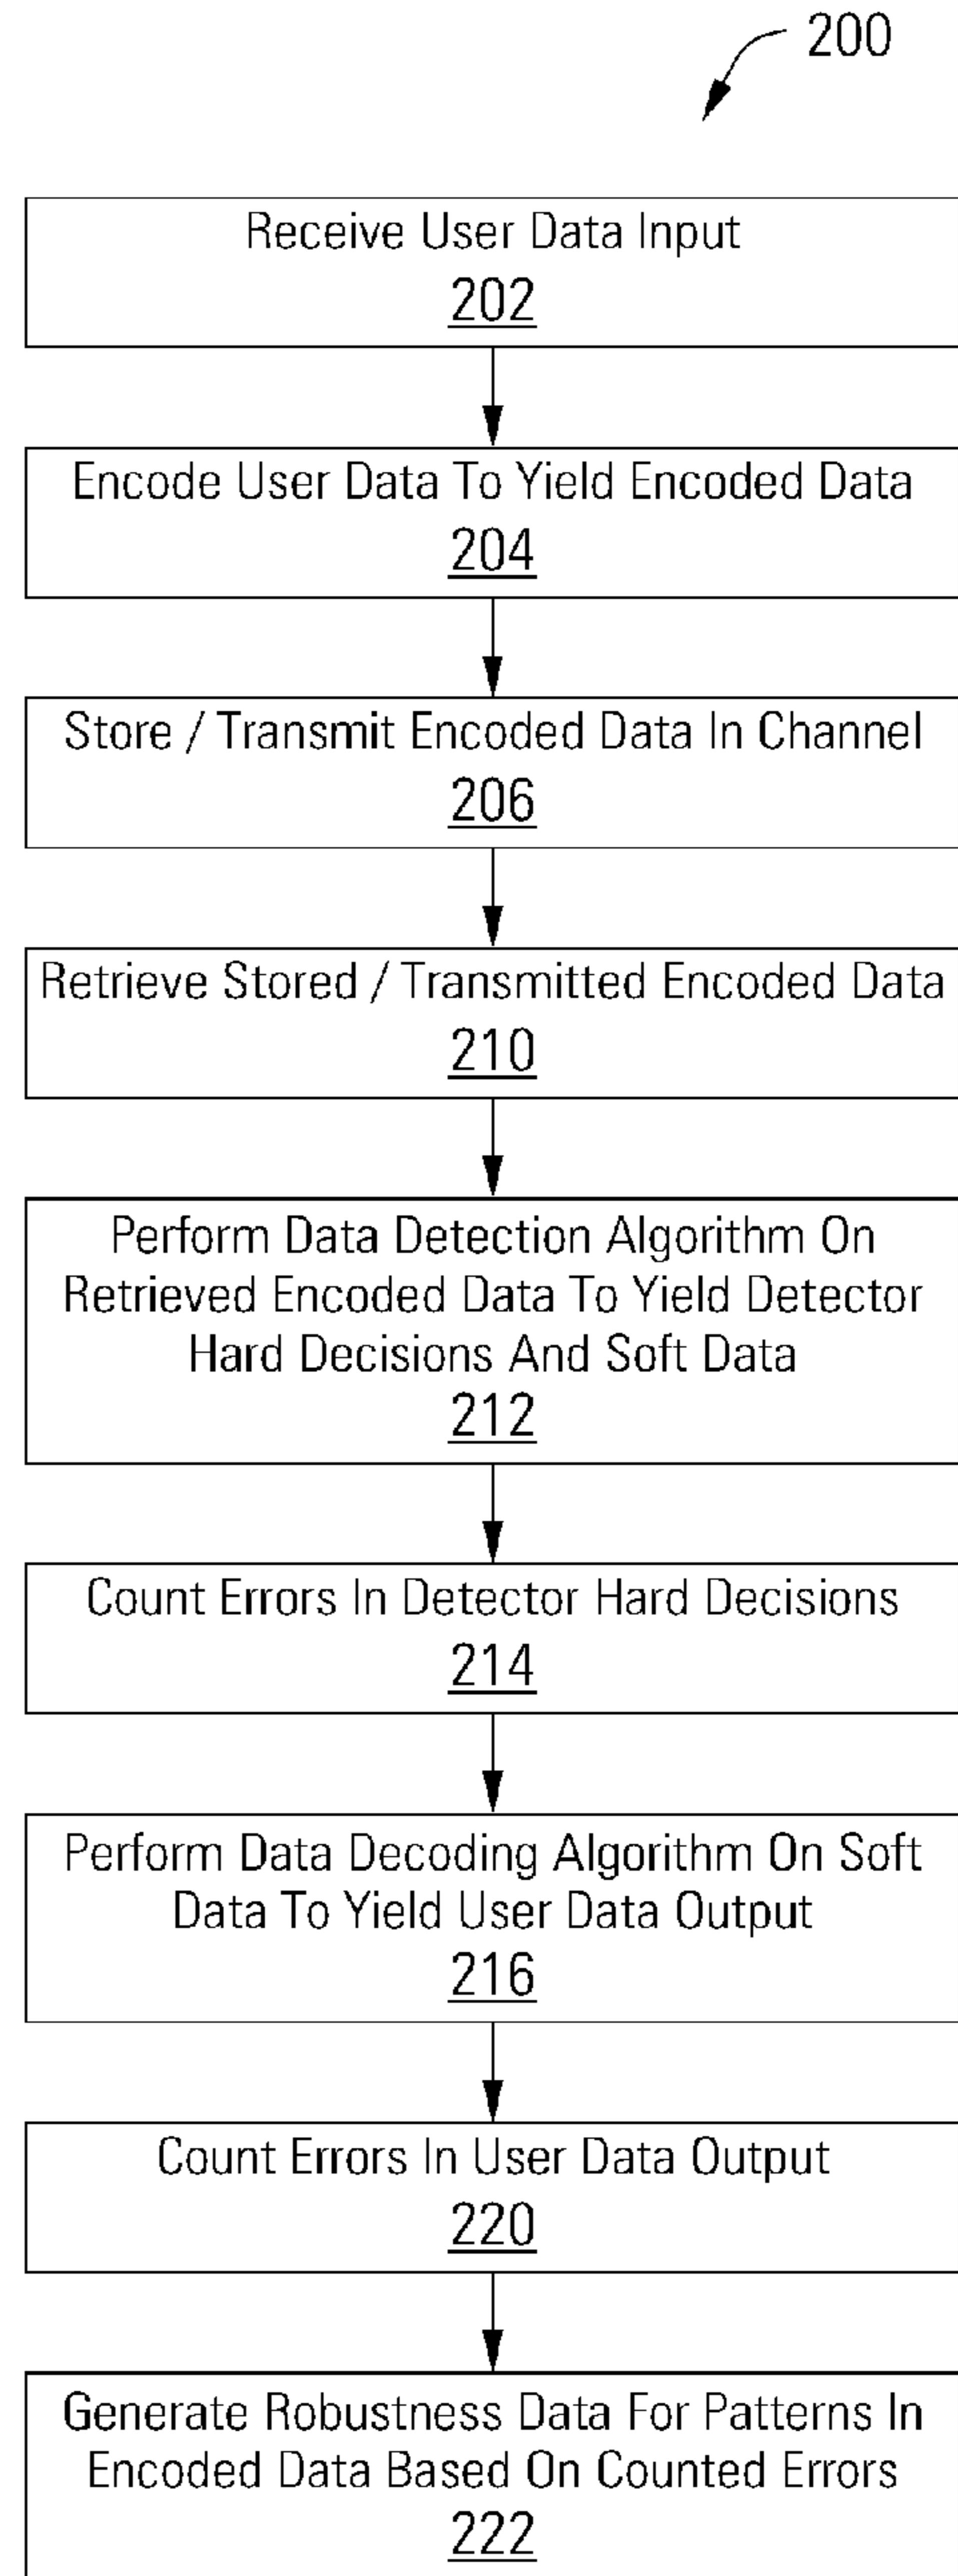 200
Receive User Data Input
202
Encode User Data To Yield Encoded Data
204
Store / Transmit Encoded Data In Channel
206
Retrieve Stored / Transmitted Encoded Data
210
Perform Data Detection Algorithm On
Retrieved Encoded Data To Yield Detector
Hard Decisions And Soft Data
212
Count Errors In Detector Hard Decisions
214
Perform Data Decoding Algorithm On Soft
Data To Yield User Data Output
216
Count Errors In User Data Output
220
Generate Robustness Data For Patterns In
Encoded Data Based On Counted Errors
222